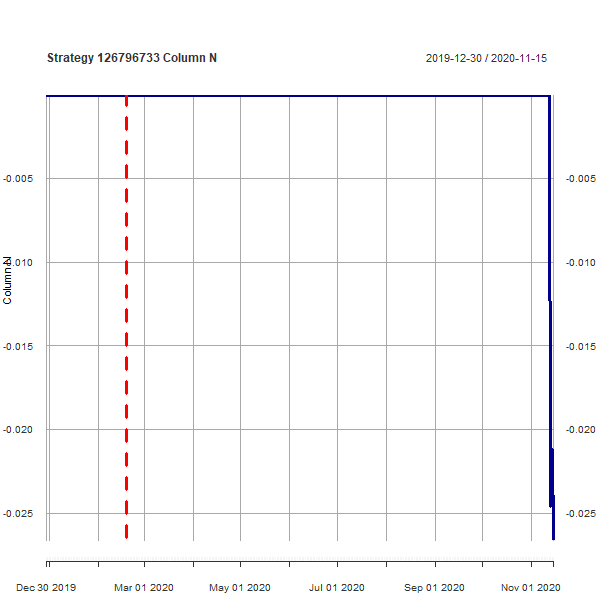 Strategy 126796733 Column N
2019-12-30 / 2020-11-15
-0.005
-0.005
-0.010
-0.010
Column N
-0.015
-0.015
-0.020
-0.020
-0.025
-0.025
Dec 30 2019
Mar 01 2020
May 01 2020
Jul 01 2020
Sep 01 2020
Nov 01 2020